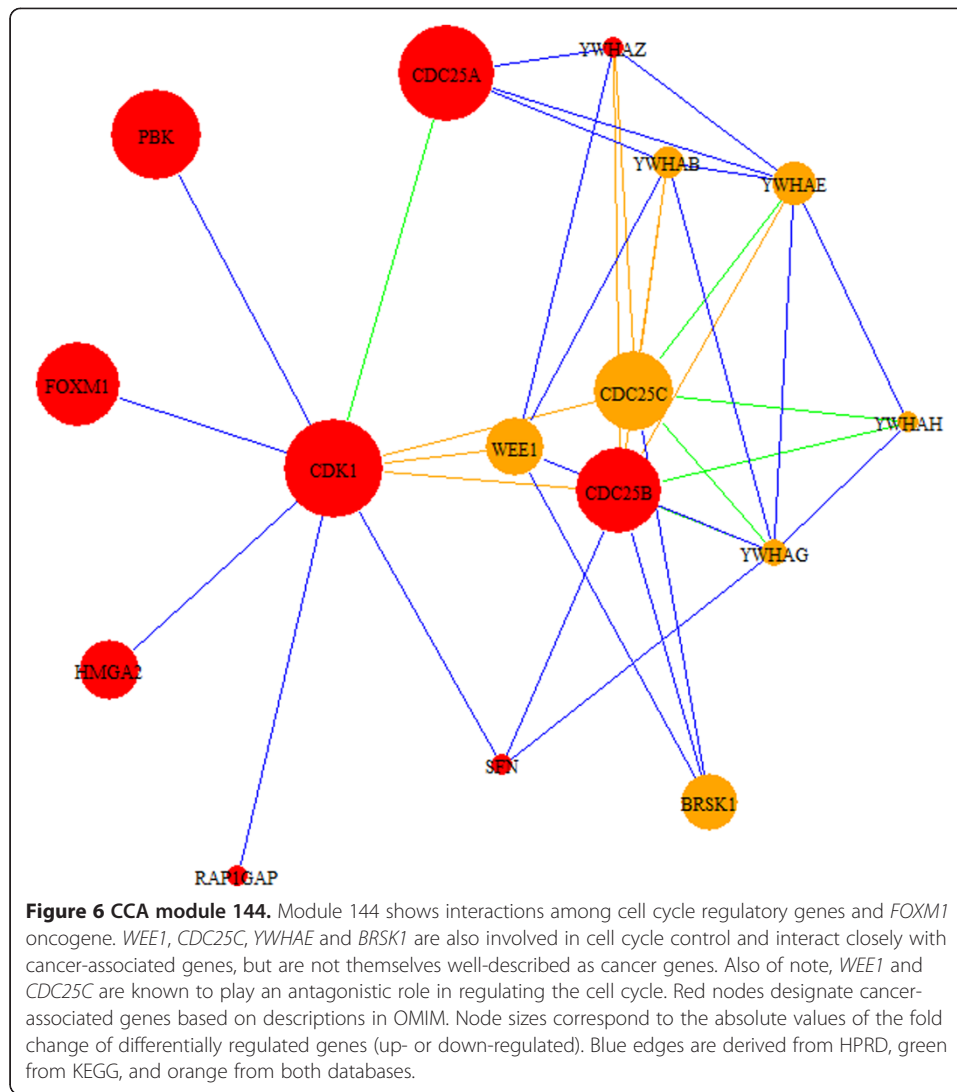 YWHAZ
CDC25A
PBK
YWHAB
YWHAE
FOXM1
CDC25C
YWHAH
WEE1
CDK1
CDC25B
YWHAG
HMGA2
SFN
BRSK1
RAP1GAP
Figure 6 CCA module 144. Module 144 shows interactions among cell cycle regulatory genes and FOXM1
oncogene. WEE1, CDC25C, YWHAE and BRSK1 are also involved in cell cycle control and interact closely with
cancer-associated genes, but are not themselves well-described as cancer genes. Also of note, WEE1 and
CDC25C are known to play an antagonistic role in regulating the cell cycle. Red nodes designate cancer-
associated genes based on descriptions in OMIM. Node sizes correspond to the absolute values of the fold
change of differentially regulated genes (up- or down-regulated). Blue edges are derived from HPRD, green
from KEGG, and orange from both databases.